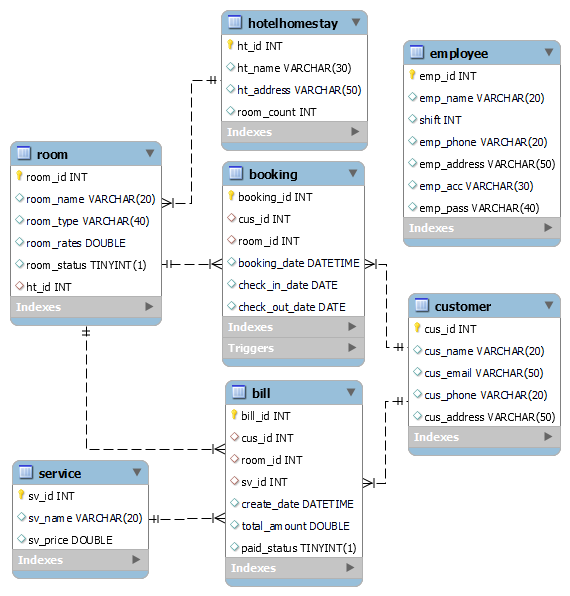 hotelhomestay
ht_id INT
ht_name VARCHAR(30)
ht_address VARCHAR(50)
room_count INT
Indexes
employee
emp_id INT
emp_name VARCHAR(20)
shift INT
emp_phone VARCHAR(20)
emp_address VARCHAR(50)
emp_acc VARCHAR(30)
emp_pass VARCHAR(40)
Indexes
room
room_id INT
room_name VARCHAR(20)
room_type VARCHAR(40)
room_rates DOUBLE
room_status TINYINT(1)
ht_id INT
Indexes
booking
booking_id INT
cus_id INT
room_id INT
booking_date DATETIME
check_in_date DATE
check_out_date DATE
Indexes
Triggers
customer
cus_id INT
cus_name VARCHAR(20)
cus_email VARCHAR(50)
cus_phone VARCHAR(20)
cus_address VARCHAR(50)
Indexes
bill
bill_id INT
cus_id INT
room_id INT
sv_id INT
create_date DATETIME
total_amount DOUBLE
paid_status TINYINT(1)
Indexes
service
sv_id INT
sv_name VARCHAR(20)
sv_price DOUBLE
Indexes